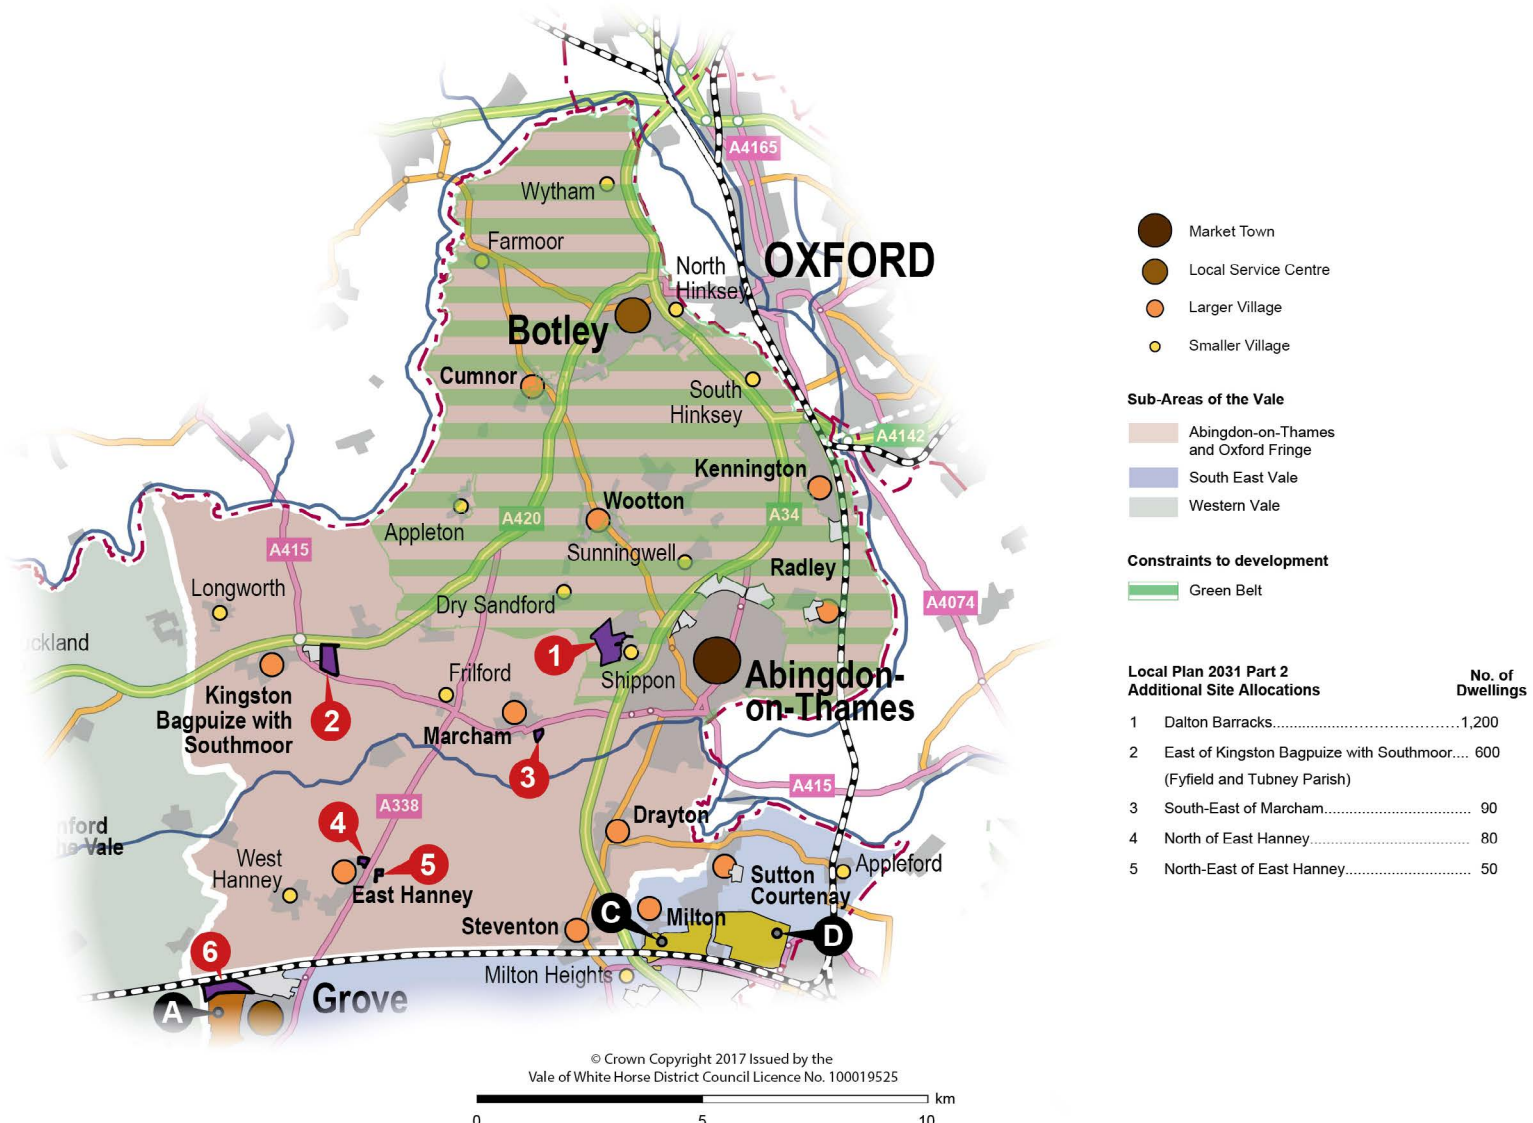 A4165
Wytham
Farmoor
OXFORD
North
Hinksey
Botley
Cumnor
South
Hinksey
A4142
Kennington
Wootton
A420
A34
Appleton
A415
Sunningwell
Radley
Longworth
Dry Sandford
A4074
ckland
1
Frilford
Shippon
Abingdon-
on-Thames
Kingston
Bagpuize with
Southmoor
2
Marcham
3
A415
A338
4
Drayton
nford
he Vale
West
Hanney
5
East Hanney
Appleford
Sutton
Courtenay
C
Milton
D
Steventon
6
Milton Heights
A
Grove
Market Town
Local Service Centre
Larger Village
Smaller Village
Sub-Areas of the Vale
Abingdon-on-Thames
and Oxford Fringe
South East Vale
Western Vale
Constraints to development
Green Belt
Local Plan 2031 Part 2 No. of
Additional Site Allocations Dwellings
1 Dalton Barracks..........................................1,200
2 East of Kingston Bagpuize with Southmoor.... 600
(Fyfield and Tubney Parish)
3 South-East of Marcham................................... 90
4 North of East Hanney...................................... 80
5 North-East of East Hanney.............................. 50
© Crown Copyright 2017 Issued by the
Vale of White Horse District Council Licence No. 100019525
km
0 5 10